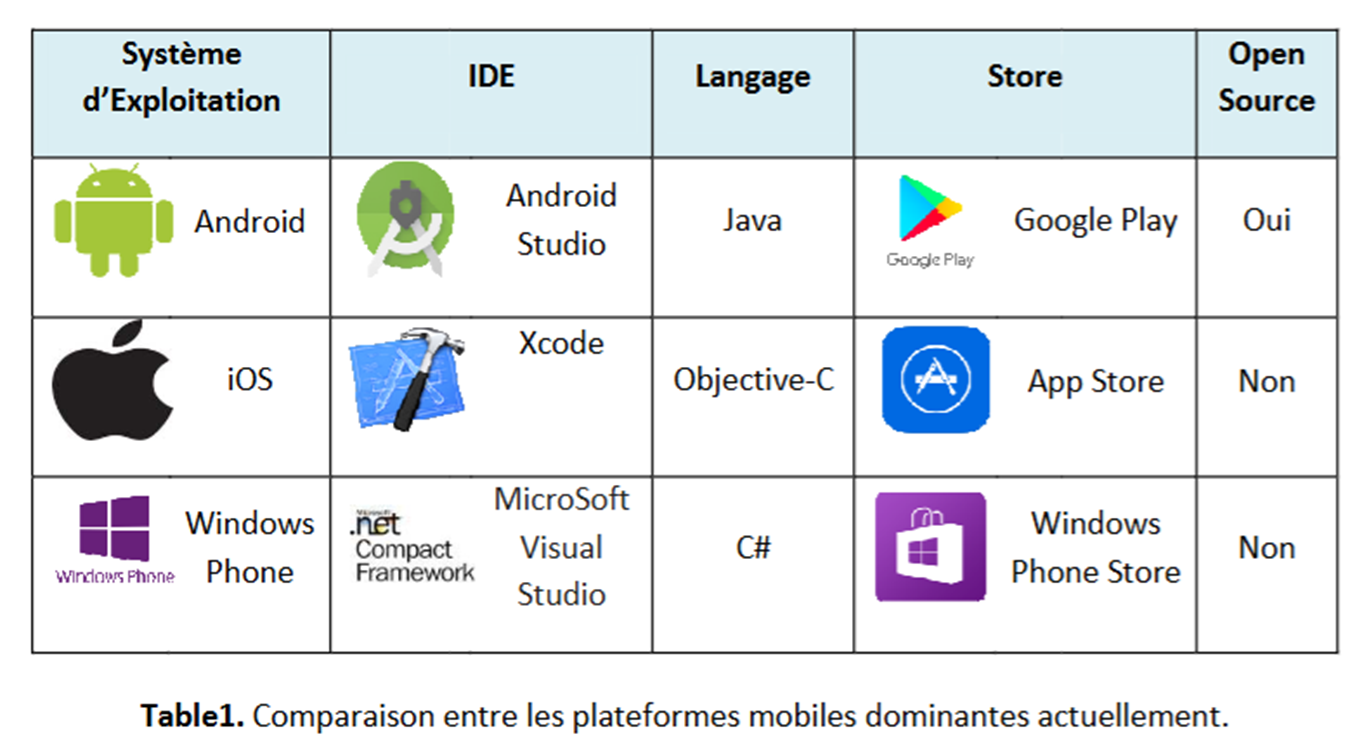 Système
d’Exploitation
IDE
Langage
Store
Open
Source
Android
Android
Studio
Java
Google Play
Google Play
Oui
iOS
Xcode
Objective-C
App Store
Non
Windows Phone
Windows
Phone
Microsoft
.net
Compact
Framework
MicroSoft
Visual
Studio
C#
Windows
Phone Store
Non
Table1. Comparaison entre les plateformes mobiles dominantes actuellement.